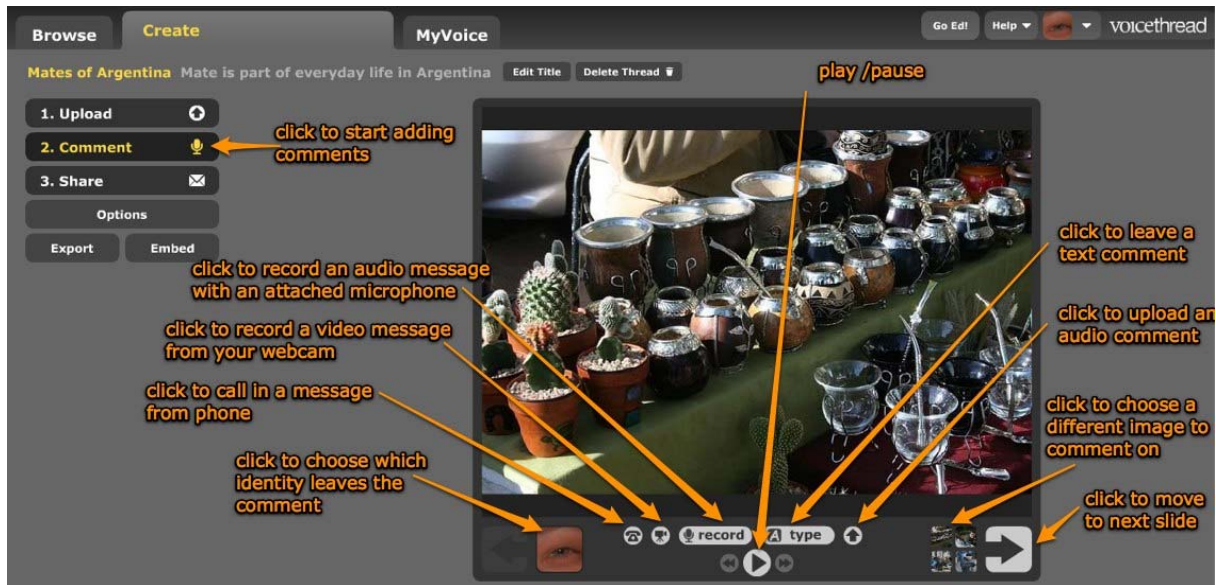 Browse
Create
MyVoice
Go Ed!
Help
voicethread
Mates of Argentina Mate is part of everyday life in Argentina
Edit Title
Delete Thread
play /pause
1. Upload
2. Comment
3. Share
Options
Export
Embed
click to start adding
comments
click to record an audio message
with an attached microphone
click to record a video message
from your webcam
click to call in a message
from phone
click to choose which
identity leaves the
comment
click to leave a
text comment
click to upload an
audio comment
click to choose a
different image to
comment on
click to move
to next slide
record
A type